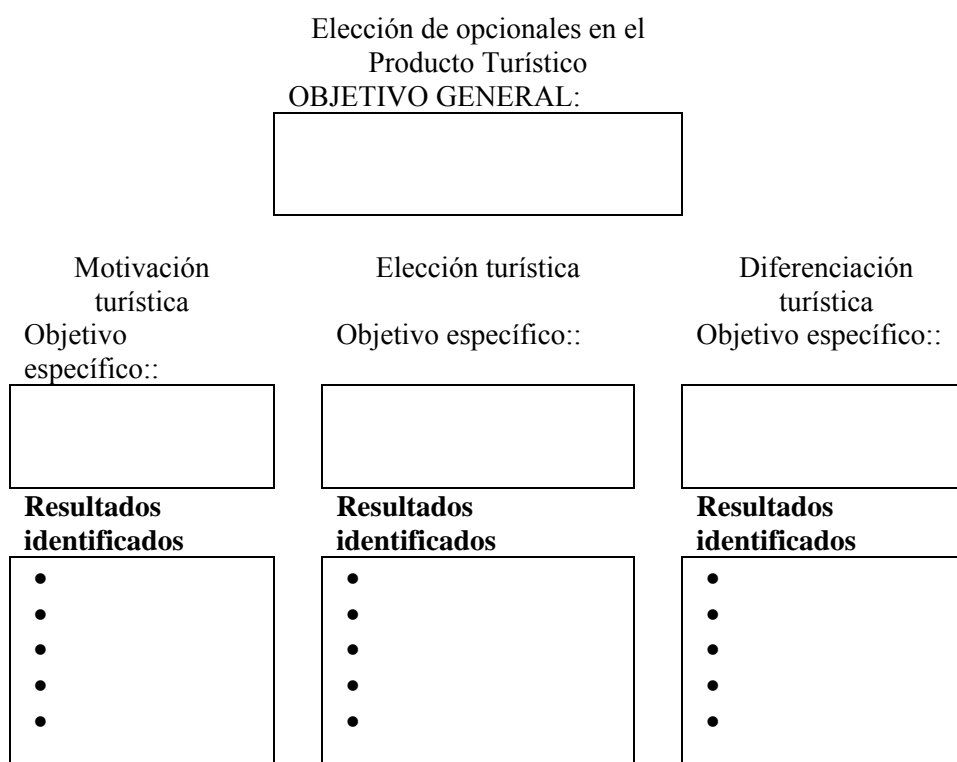 Elección de opcionales en el
Producto Turístico
OBJETIVO GENERAL:
Motivación
turística
Objetivo
específico::
Resultados
identificados
•
•
•
•
•
Elección turística
Objetivo específico::
Resultados
identificados
•
•
•
•
•
Diferenciación
turística
Objetivo específico::
Resultados
identificados
•
•
•
•
•